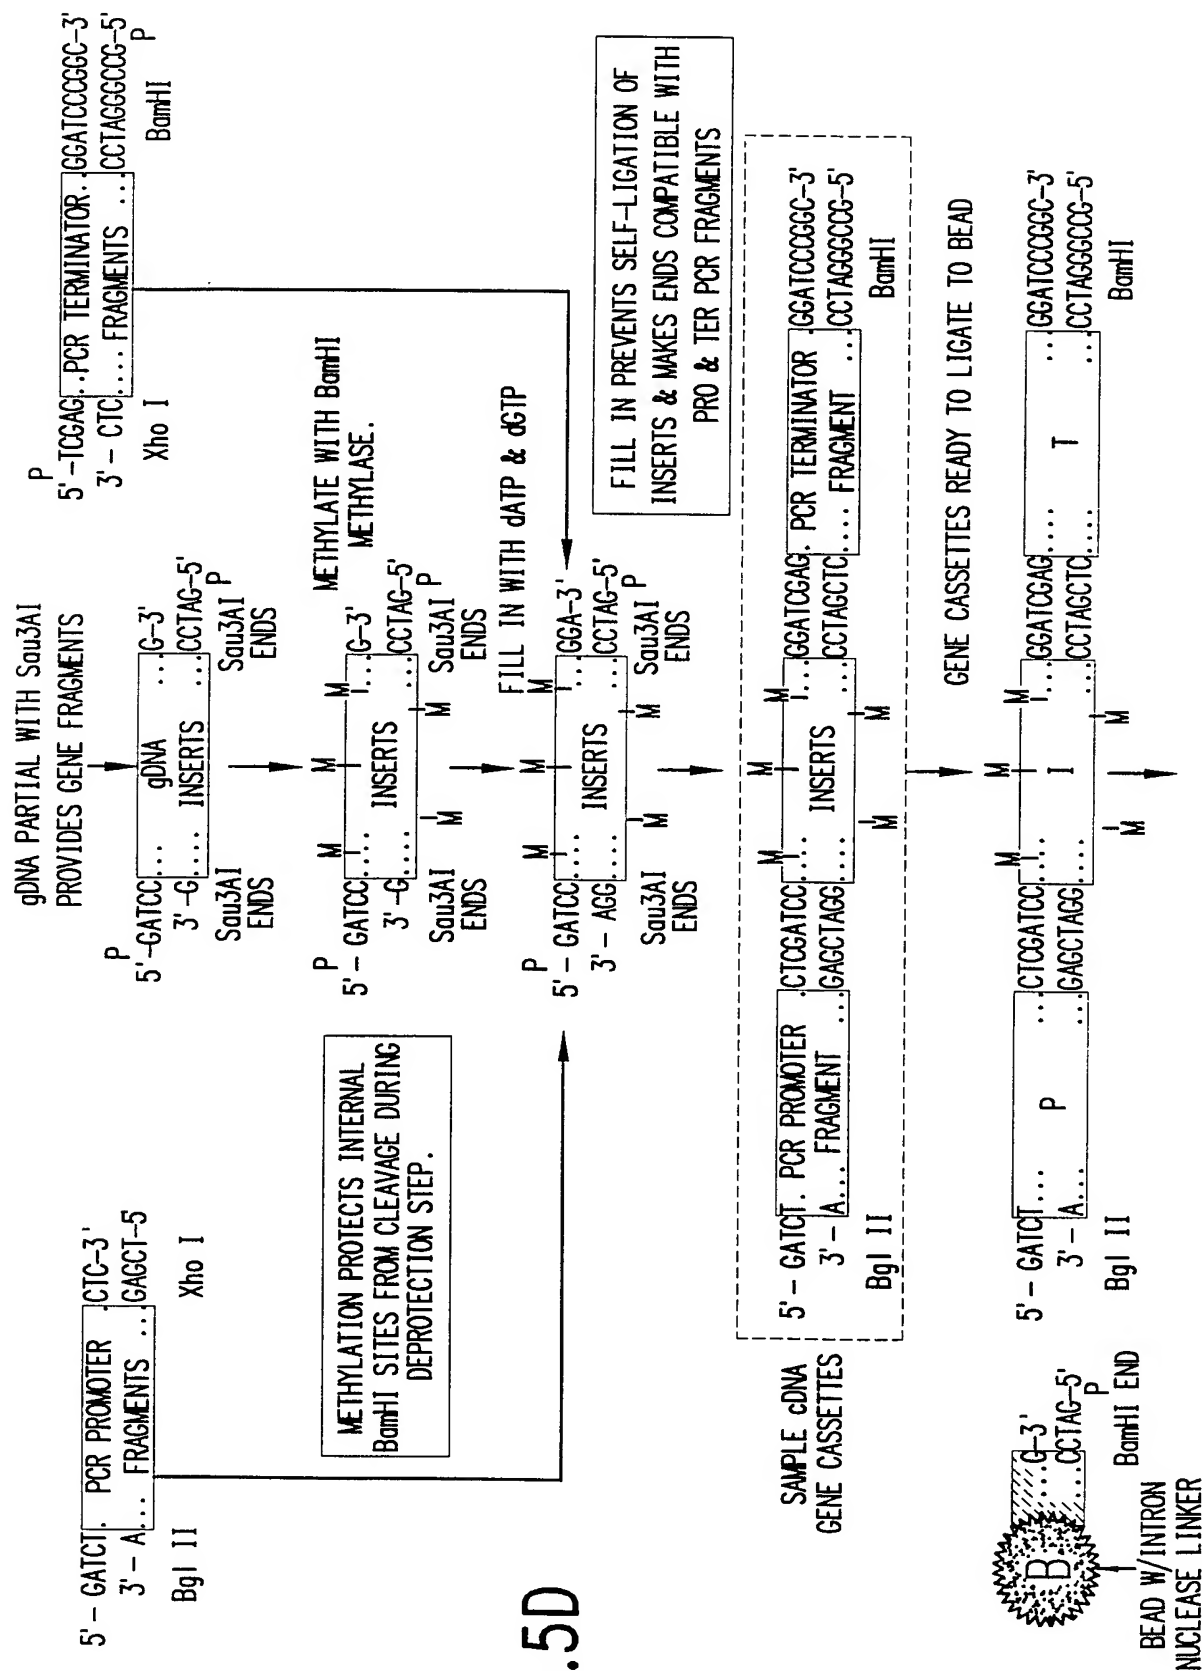 gDNA PARTIAL WITH Sau3AI
PROVIDES GENE FRAGMENTS
5'- GATCT. PCR PROMOTER .CTC-3'
3'- A... FRAGMENTS ...GAGCT-5'
Bgl II
Xho I
P
5'-GATCC... gDNA ...G-3'
3'-G.... INSERTS ...CCTAG-5'
P
Sau3AI
ENDS
Sau3AI
ENDS
P
5'-TCGAG..PCR TERMINATOR..GGATCCCGGC-3'
3'- CTC.... FRAGMENTS ...CCTAGGGCCG-5'
P
Xho I
BamHI
METHYLATE WITH BamHI
METHYLASE.
METHYLATION PROTECTS INTERNAL
BamHI SITES FROM CLEAVAGE DURING
DEPROTECTION STEP.
M M M
P
5'- GATCC.... ...G-3'
3'-G.... INSERTS ...CCTAG-5'
P
M M
Sau3AI
ENDS
Sau3AI
ENDS
FILL IN WITH dATP & dGTP
M M M
P
5'- GATCC.... ...GGA-3'
3'- AGG.... INSERTS ...CCTAG-5'
P
M M
Sau3AI
ENDS
Sau3AI
ENDS
FILL IN PREVENTS SELF-LIGATION OF
INSERTS & MAKES ENDS COMPATIBLE WITH
PRO & TER PCR FRAGMENTS
.5D
SAMPLE cDNA
GENE CASSETTES
M M M
5'- GATCT. PCR PROMOTER .CTCGATCC.... ...GGATCGAG. PCR TERMINATOR .GGATCCCGGC-3'
3'- A... FRAGMENT ...GAGCTAGG.... INSERTS ...CCTAGCTC.... FRAGMENT ...CCTAGGGCCG-5'
M M
Bgl II
BamHI
GENE CASSETTES READY TO LIGATE TO BEAD
M M M
B ...G-3'
...CCTAG-5'
P
BamHI END
5'- GATCT... ...CTCGATCC.... ...GGATCGAG... ...GGATCCCGGC-3'
P I T
3'- A... ...GAGCTAGG.... ...CCTAGCTC.... ...CCTAGGGCCG-5'
M M
Bgl II
BamHI
BEAD W/INTRON
NUCLEASE LINKER